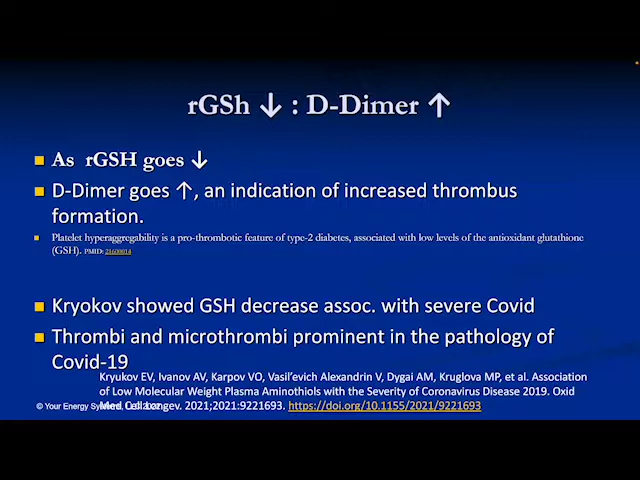 rGSh ↓ : D-Dimer ↑
As rGSH goes ↓
D-Dimer goes ↑, an indication of increased thrombus
formation.
Platelet hyperaggregability is a pro-thrombotic feature of type-2 diabetes, associated with low levels of the antioxidant glutathione
(GSH). PMID: 21600014
Kryokov showed GSH decrease assoc. with severe Covid
Thrombi and microthrombi prominent in the pathology of
Covid-19
Kryukov EV, Ivanov AV, Karpov VO, Vasil’evich Alexandrin V, Dygai AM, Kruglova MP, et al. Association
of Low Molecular Weight Plasma Aminothiols with the Severity of Coronavirus Disease 2019. Oxid
Med Cell Longev. 2021;2021:9221693. https://doi.org/10.1155/2021/9221693
© Your Energy Systems, LLC